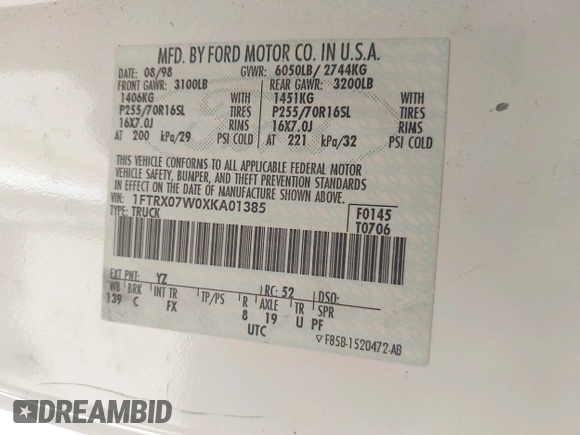 MFD. BY FORD MOTOR CO. IN U.S.A.
DATE: 08/98 GVWR: 6050LB/ 2744KG
FRONT GAWR: 3100LB REAR GAWR: 3200LB
1406KG WITH 1451KG WITH
P255/70R16SL TIRES P255/70R16SL TIRES
16X7.0J RIMS 16X7.0J RIMS
AT 200 kPa/29 PSI COLD AT 221 kPa/32 PSI COLD
THIS VEHICLE CONFORMS TO ALL APPLICABLE FEDERAL MOTOR
VEHICLE SAFETY, BUMPER, AND THEFT PREVENTION STANDARDS
IN EFFECT ON THE DATE OF MANUFACTURE SHOWN ABOVE.
VIN: 1FTRX07W0XKA01385 F0145
TYPE: TRUCK T0706
EXT PNT: YZ RC: 52 DSO:
WB BRK INT TR TP/PS R AXLE TR SPR
139 C FX 8 19 U PF
UTC
F85B-1520472-AB
DREAMBID